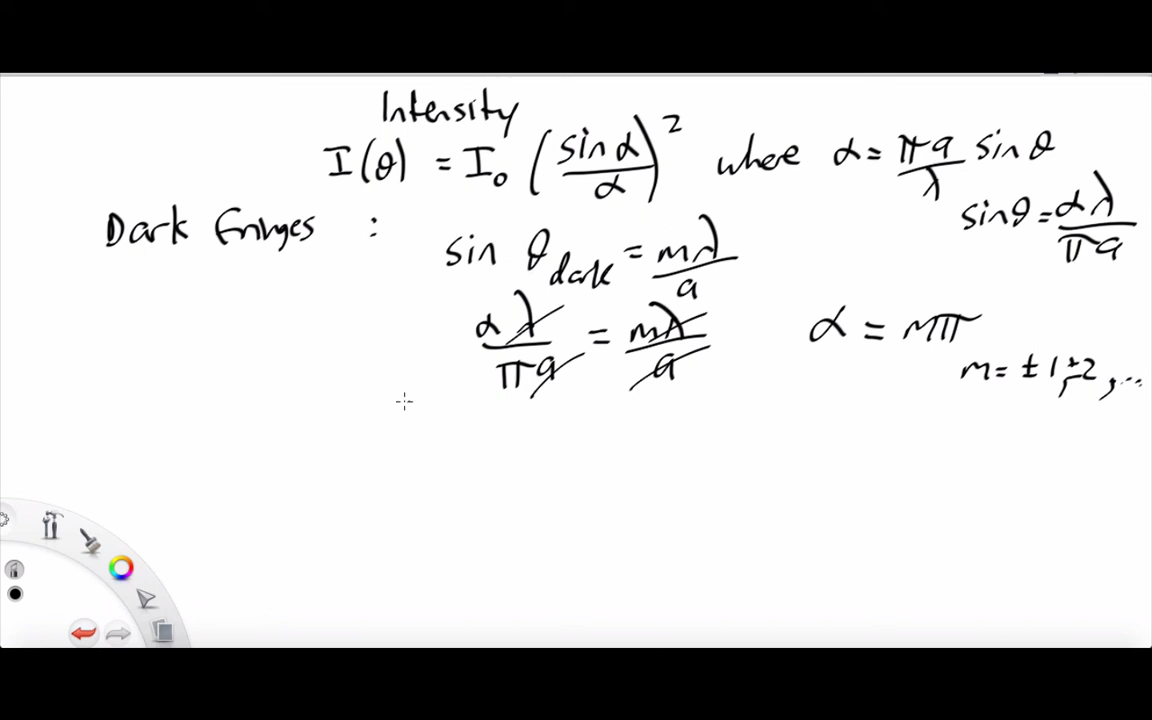 Intensity
I(θ) = I₀ (sin α / α)² where α = πa/λ sin θ
sin θ = αλ/πa
Dark fringes :
sin θ dark = mλ/a
αλ/πa = mλ/a
α = mπ
m = ±1, ±2, ...